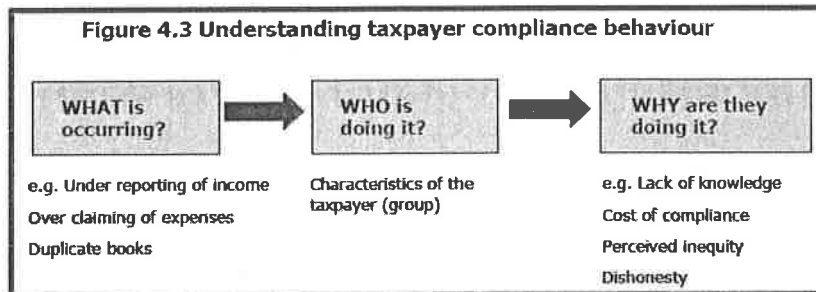 Figure 4.3 Understanding taxpayer compliance behaviour
WHAT is
occurring?
e.g. Under reporting of income
Over claiming of expenses
Duplicate books
WHO is
doing it?
Characteristics of the
taxpayer (group)
WHY are they
doing it?
e.g. Lack of knowledge
Cost of compliance
Perceived inequity
Dishonesty